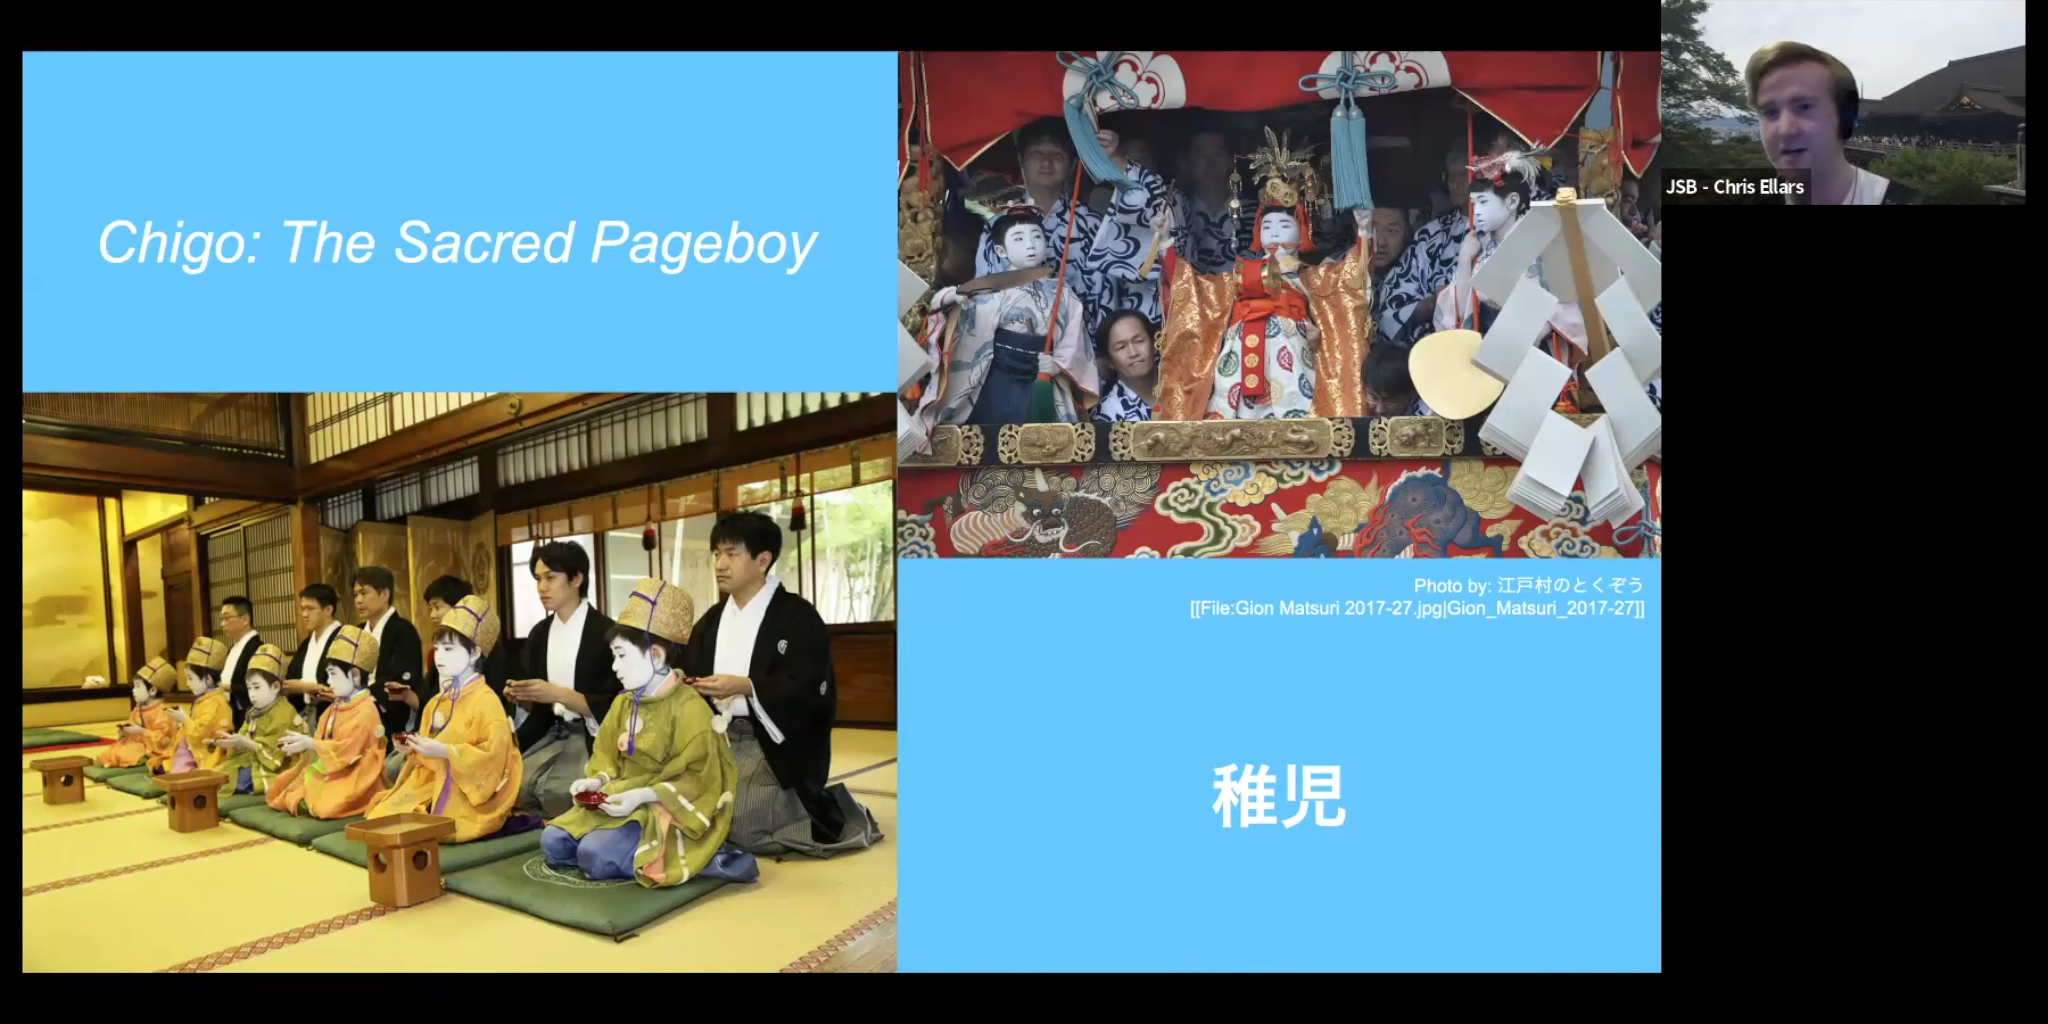 Chigo: The Sacred Pageboy
JSB - Chris Ellars
Photo by: 江戸村のとくぞう
[[File:Gion Matsuri 2017-27.jpg|Gion_Matsuri_2017-27]]
稚児